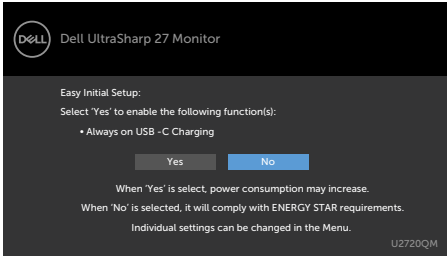 DELL Dell UltraSharp 27 Monitor
Easy Initial Setup:
Select ‘Yes’ to enable the following function(s):
• Always on USB -C Charging
Yes No
When ‘Yes’ is select, power consumption may increase.
When ‘No’ is selected, it will comply with ENERGY STAR requirements.
Individual settings can be changed in the Menu.
U2720QM